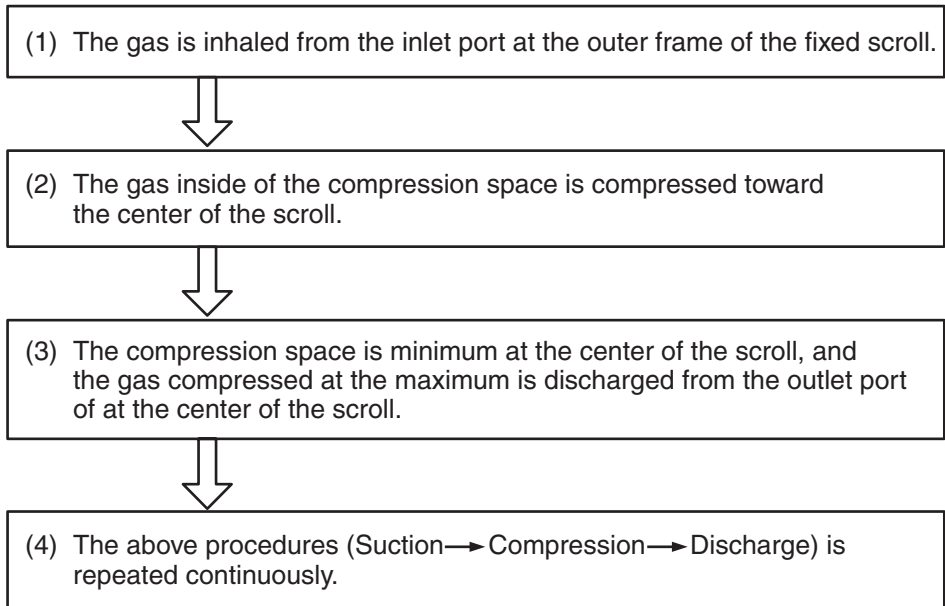 (1) The gas is inhaled from the inlet port at the outer frame of the fixed scroll.
(2) The gas inside of the compression space is compressed toward
the center of the scroll.
(3) The compression space is minimum at the center of the scroll, and
the gas compressed at the maximum is discharged from the outlet port
of at the center of the scroll.
(4) The above procedures (Suction→Compression→Discharge) is
repeated continuously.